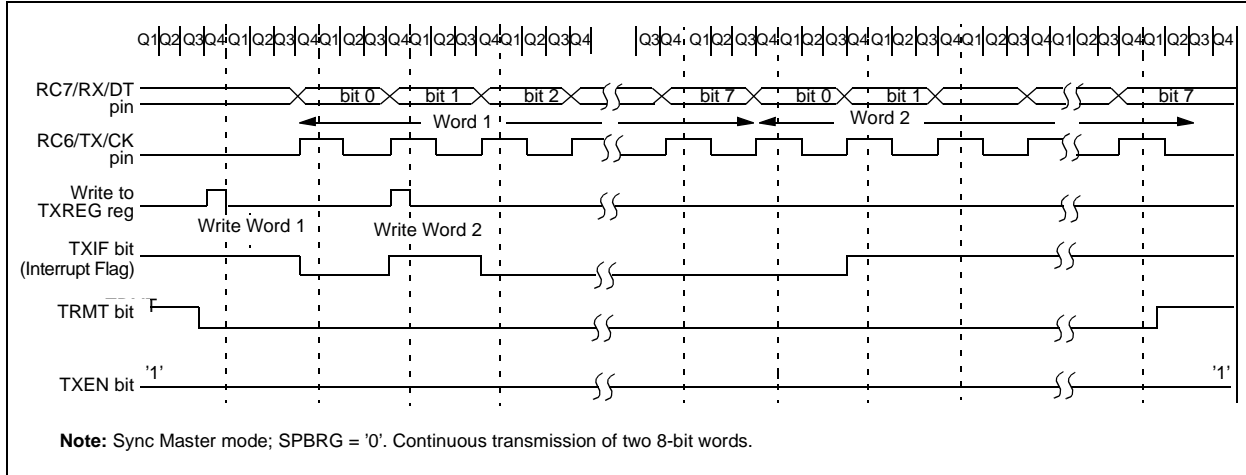 Q1 Q2 Q3 Q4 Q1 Q2 Q3 Q4 Q1 Q2 Q3 Q4 Q1 Q2 Q3 Q4 Q1 Q2 Q3 Q4 Q3 Q4 Q1 Q2 Q3 Q4 Q1 Q2 Q3 Q4 Q1 Q2 Q3 Q4 Q1 Q2 Q3 Q4 Q1 Q2 Q3 Q4 Q1 Q2 Q3 Q4
RC7/RX/DT
pin
bit 0 bit 1 bit 2 bit 7 bit 0 bit 1 bit 7
Word 1 Word 2
RC6/TX/CK
pin
Write to
TXREG reg
Write Word 1 Write Word 2
TXIF bit
(Interrupt Flag)
TRMT bit
TXEN bit '1' '1'
Note: Sync Master mode; SPBRG = '0'. Continuous transmission of two 8-bit words.